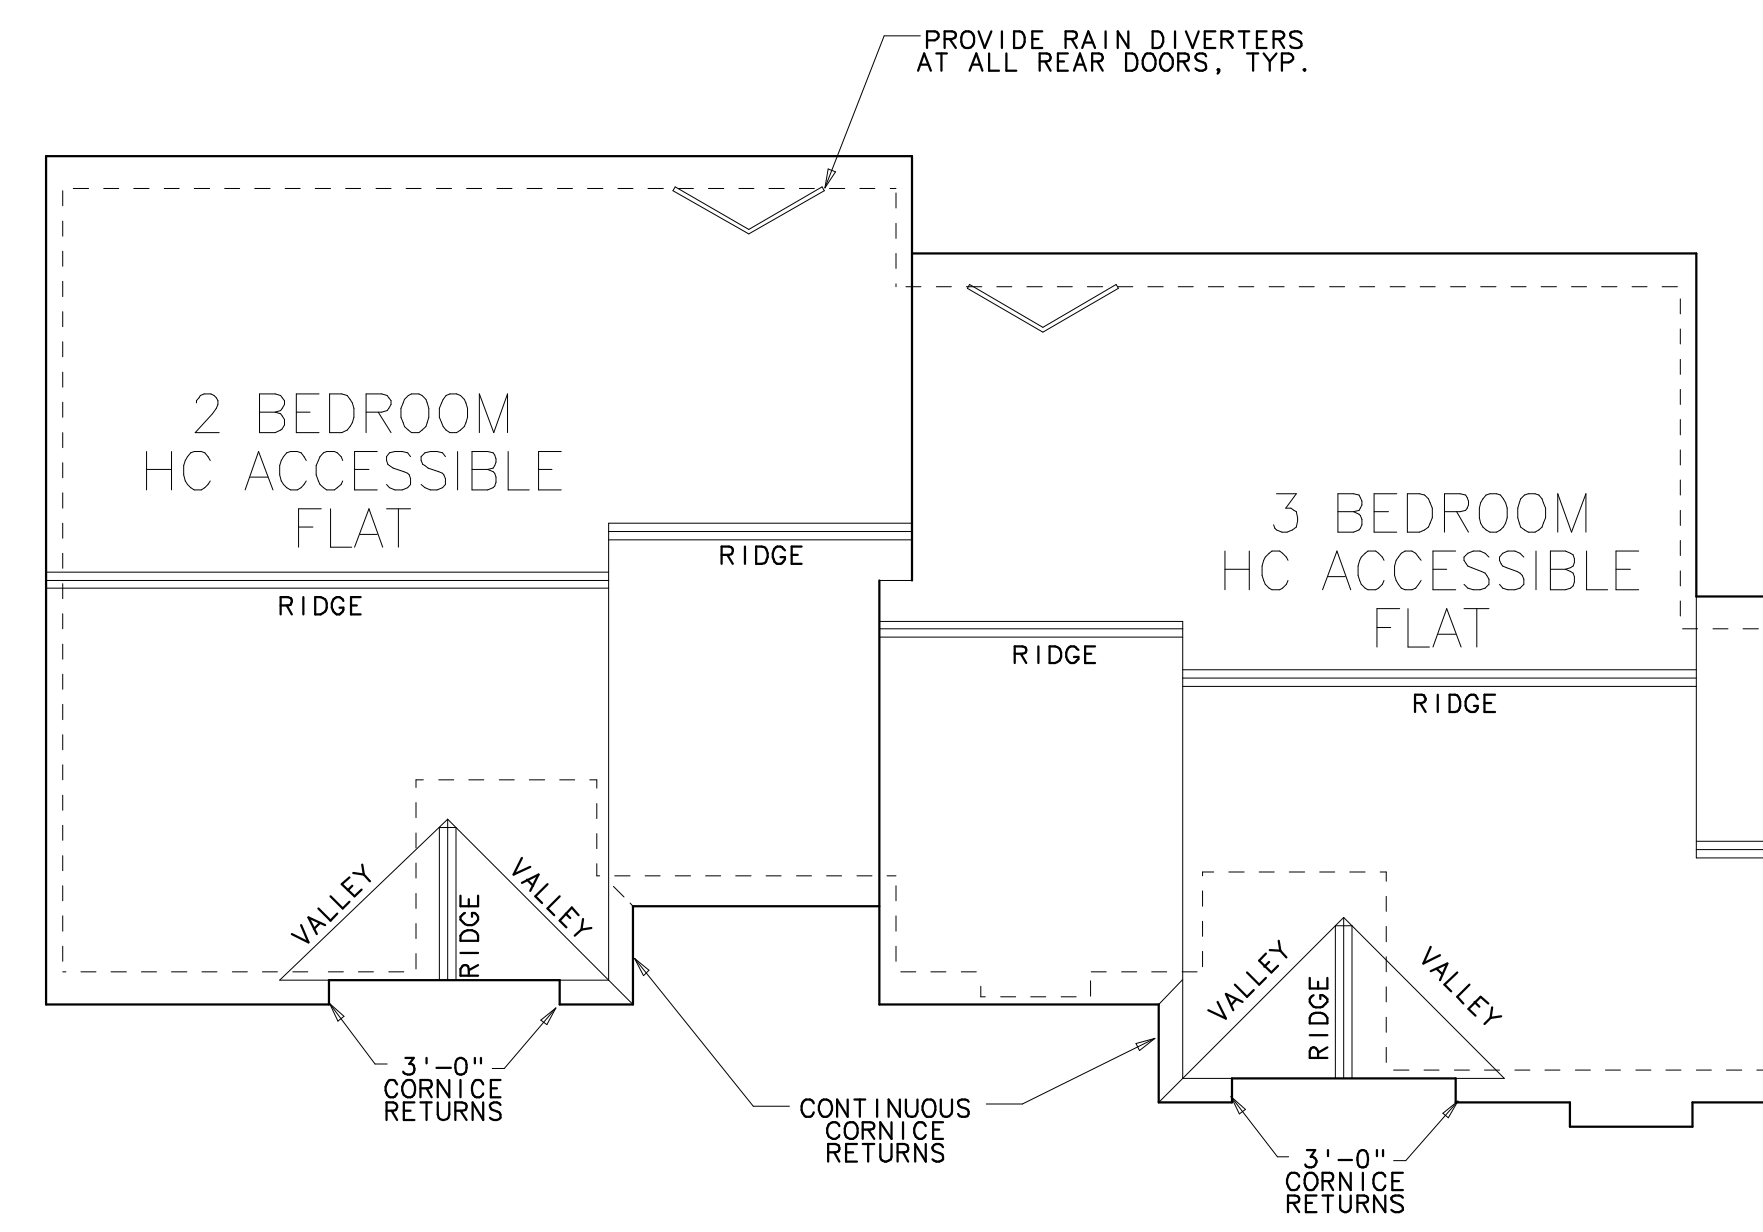 PROVIDE RAIN DIVERTERS
AT ALL REAR DOORS, TYP.
2 BEDROOM
HC ACCESSIBLE
FLAT
3 BEDROOM
HC ACCESSIBLE
FLAT
RIDGE
RIDGE
RIDGE
RIDGE
VALLEY
RIDGE
VALLEY
VALLEY
RIDGE
VALLEY
3'-0"
CORNICE
RETURNS
CONTINUOUS
CORNICE
RETURNS
3'-0"
CORNICE
RETURNS